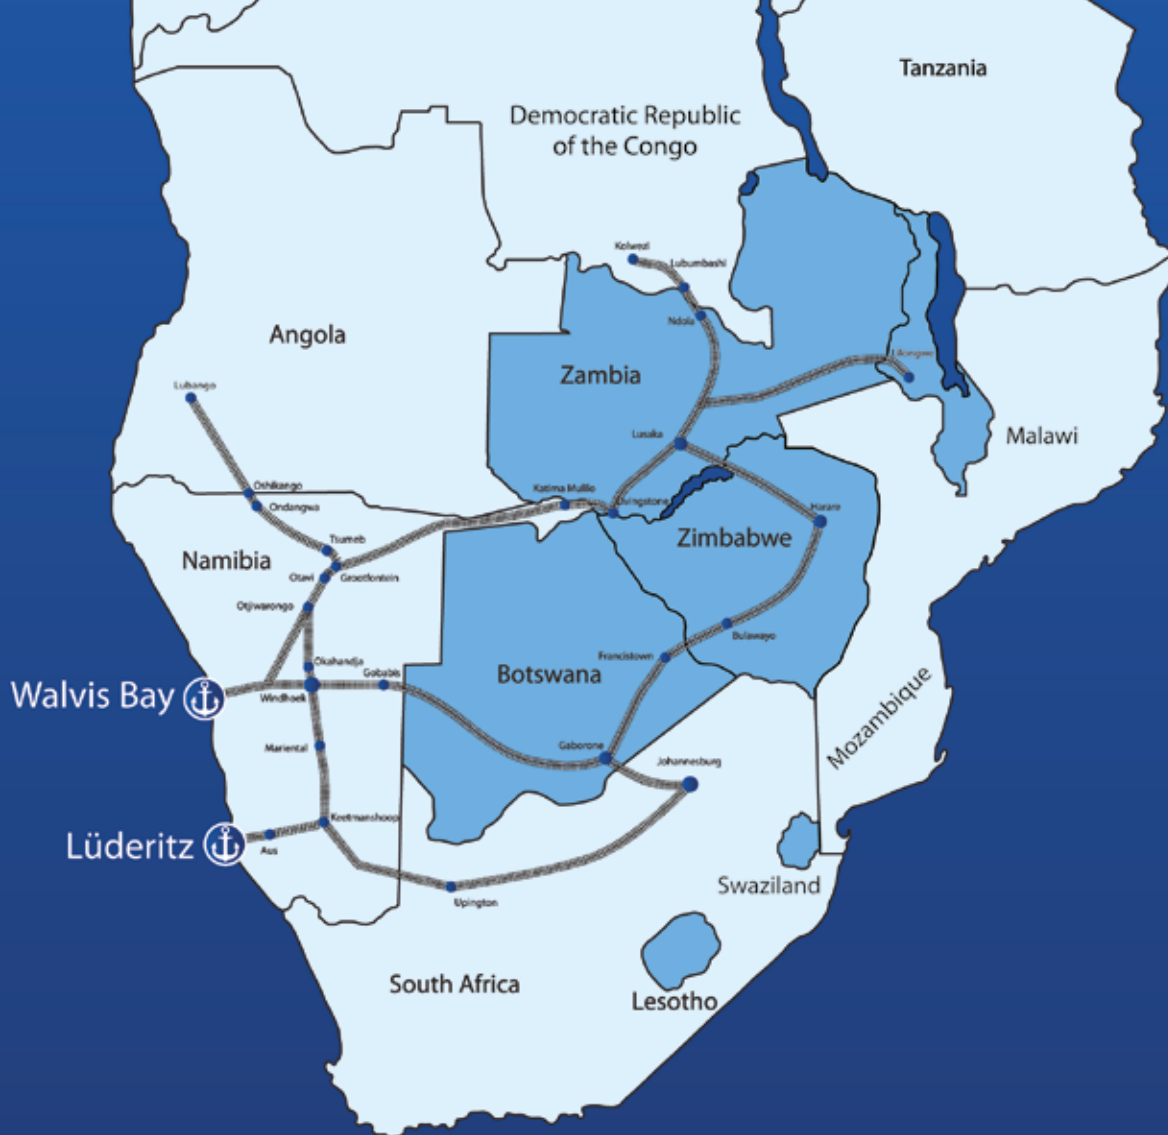 Tanzania
Democratic Republic
of the Congo
Kolwezi
Lubumbashi
Ndola
Angola
Lilongwe
Zambia
Lubango
Lusaka
Malawi
Oshikango
Katima Mulilo
Livingstone
Ondangwa
Harare
Tsumeb
Zimbabwe
Namibia
Otavi
Grootfontein
Otjiwarongo
Bulawayo
Francistown
Okahandja
Gobabis
Botswana
Walvis Bay
Windhoek
Mozambique
Mariental
Gaborone
Johannesburg
Keetmanshoop
Lüderitz
Aus
Swaziland
Upington
South Africa
Lesotho